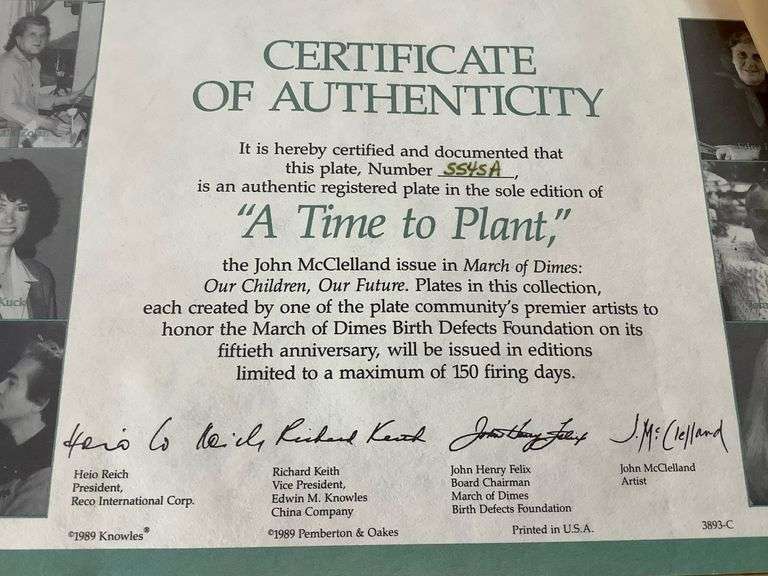 CERTIFICATE
OF AUTHENTICITY
It is hereby certified and documented that
this plate, Number 5545A,
is an authentic registered plate in the sole edition of
“A Time to Plant,”
the John McClelland issue in March of Dimes:
Our Children, Our Future. Plates in this collection,
each created by one of the plate community's premier artists to
honor the March of Dimes Birth Defects Foundation on its
fiftieth anniversary, will be issued in editions
limited to a maximum of 150 firing days.
Richard Keith
John Henry Felix
J. McClelland
Heio Reich
President,
Reco International Corp.
Richard Keith
Vice President,
Edwin M. Knowles
China Company
John Henry Felix
Board Chairman
March of Dimes
Birth Defects Foundation
John McClelland
Artist
©1989 Knowles®
©1989 Pemberton & Oakes
Printed in U.S.A.
3893-C
Kuck